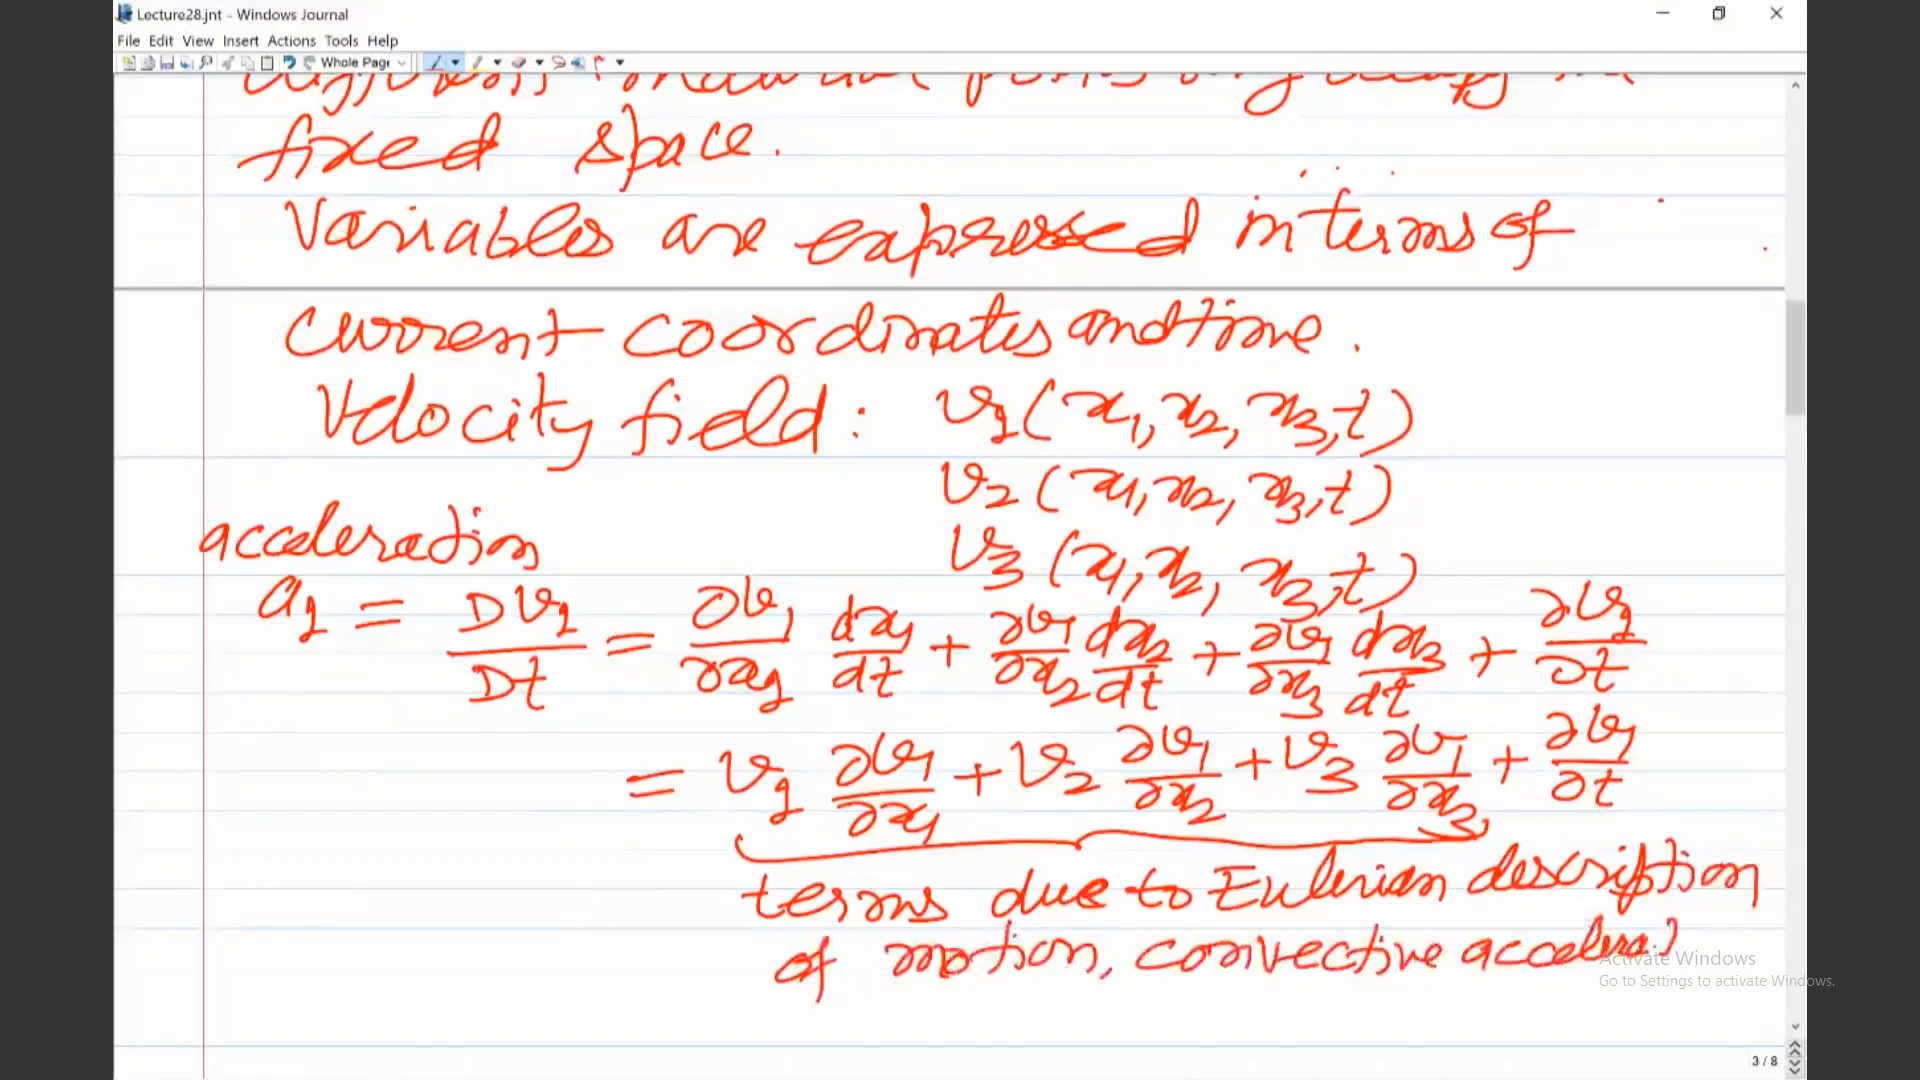 Lecture28.jnt - Windows Journal
File Edit View Insert Actions Tools Help
Whole Page
fixed space.
Variables are expressed in terms of
current coordinates and time.
Velocity field: v₁(x₁, x₂, x₃, t)
v₂(x₁, x₂, x₃, t)
v₃(x₁, x₂, x₃, t)
acceleration
a₁ = Dv₁/Dt = ∂v₁/∂x₁ dx₁/dt + ∂v₁/∂x₂ dx₂/dt + ∂v₁/∂x₃ dx₃/dt + ∂v₁/∂t
= v₁ ∂v₁/∂x₁ + v₂ ∂v₁/∂x₂ + v₃ ∂v₁/∂x₃ + ∂v₁/∂t
terms due to Eulerian description
of motion, convective accelera
Activate Windows
Go to Settings to activate Windows.
3 / 8